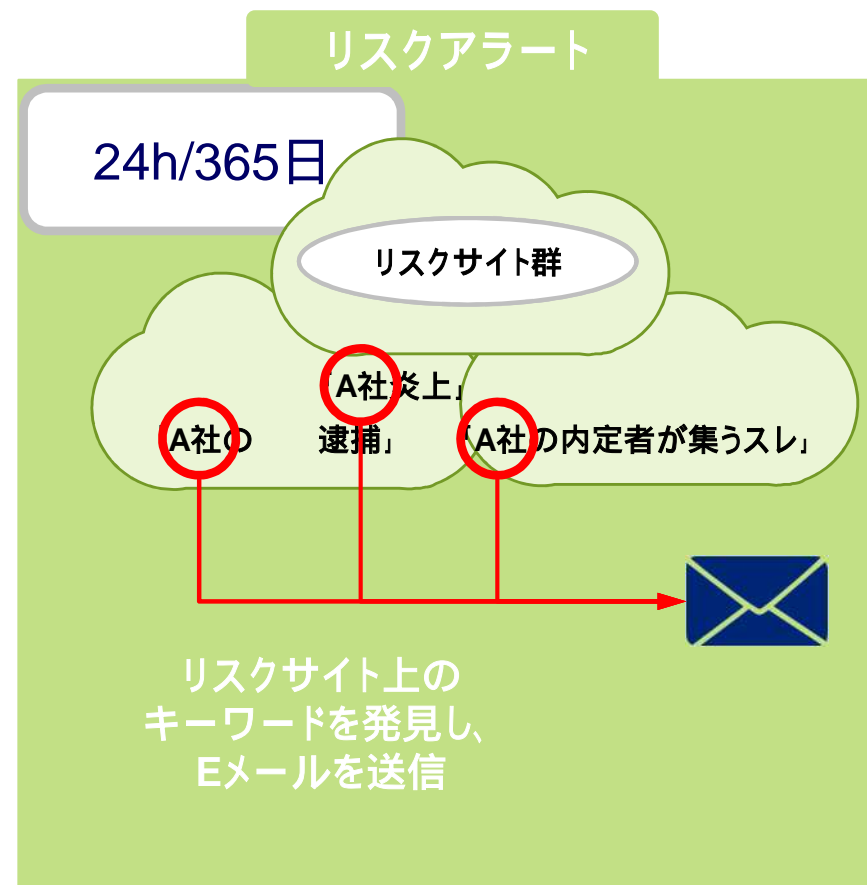 リスクアラート
24h/365日
リスクサイト群
「A社炎上」
「A社の 逮捕」
「A社の内定者が集うスレ」
リスクサイト上の
キーワードを発見し、
Eメールを送信